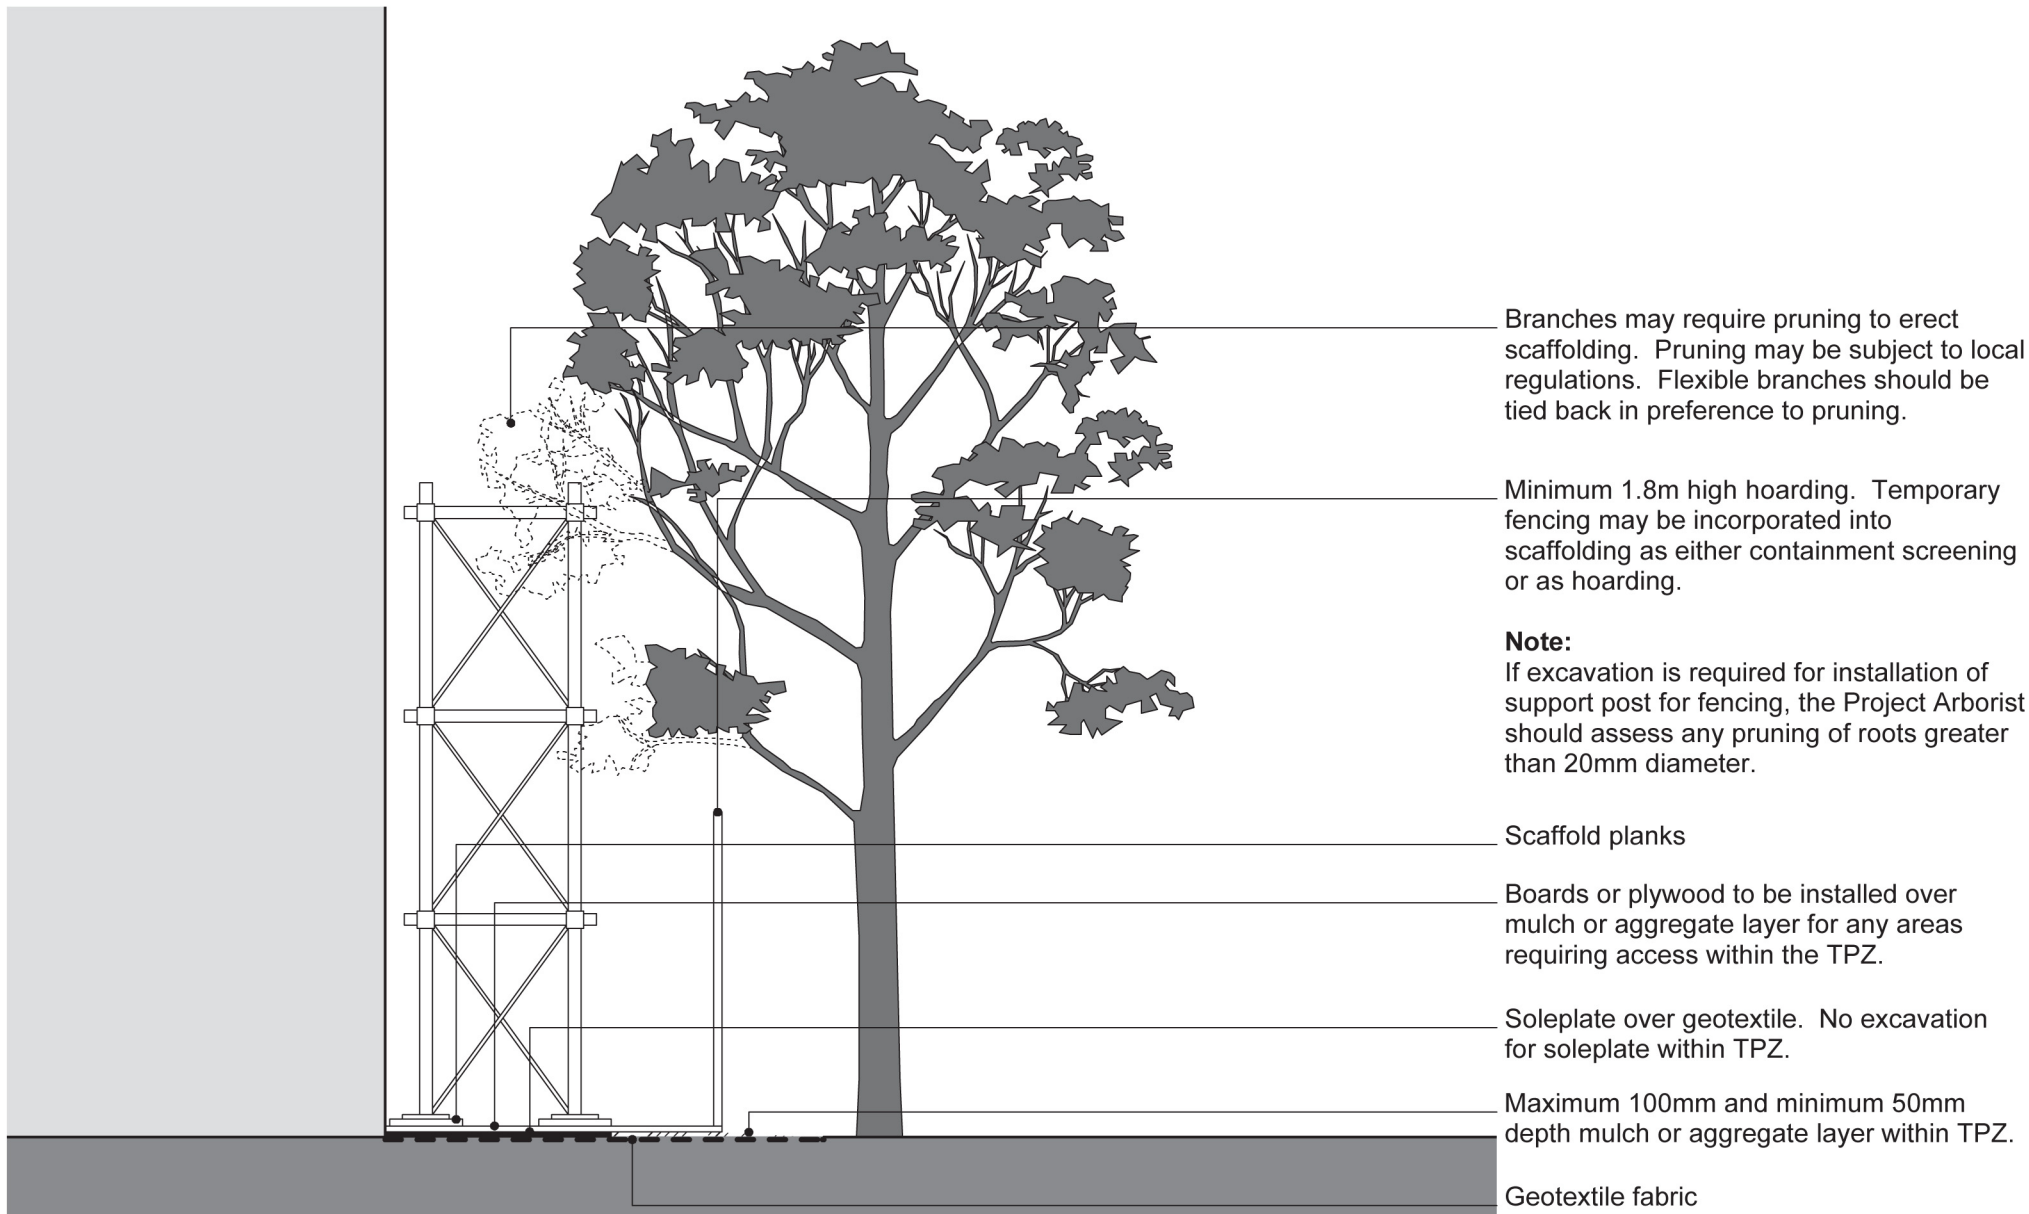 Branches may require pruning to erect
scaffolding.  Pruning may be subject to local
regulations.  Flexible branches should be
tied back in preference to pruning.
Minimum 1.8m high hoarding.  Temporary
fencing may be incorporated into
scaffolding as either containment screening
or as hoarding.
Note:
If excavation is required for installation of
support post for fencing, the Project Arborist
should assess any pruning of roots greater
than 20mm diameter.
Scaffold planks
Boards or plywood to be installed over
mulch or aggregate layer for any areas
requiring access within the TPZ.
Soleplate over geotextile.  No excavation
for soleplate within TPZ.
Maximum 100mm and minimum 50mm
depth mulch or aggregate layer within TPZ.
Geotextile fabric